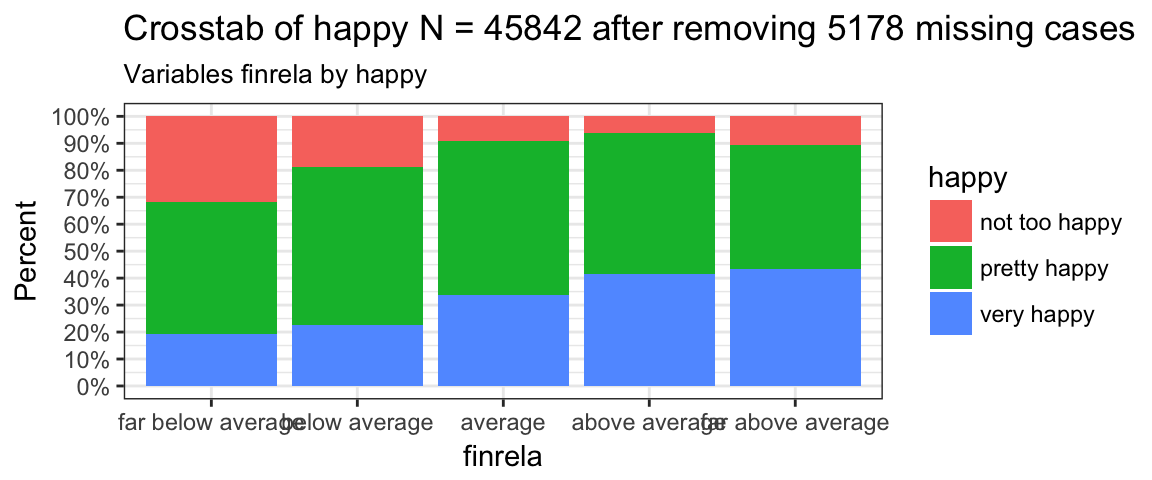 Crosstab of happy N = 45842 after removing 5178 missing cases
Variables finrela by happy
100%
90%
80%
70%
60%
50%
40%
30%
20%
10%
0%
Percent
far below average
below average
average
above average
far above average
finrela
happy
not too happy
pretty happy
very happy